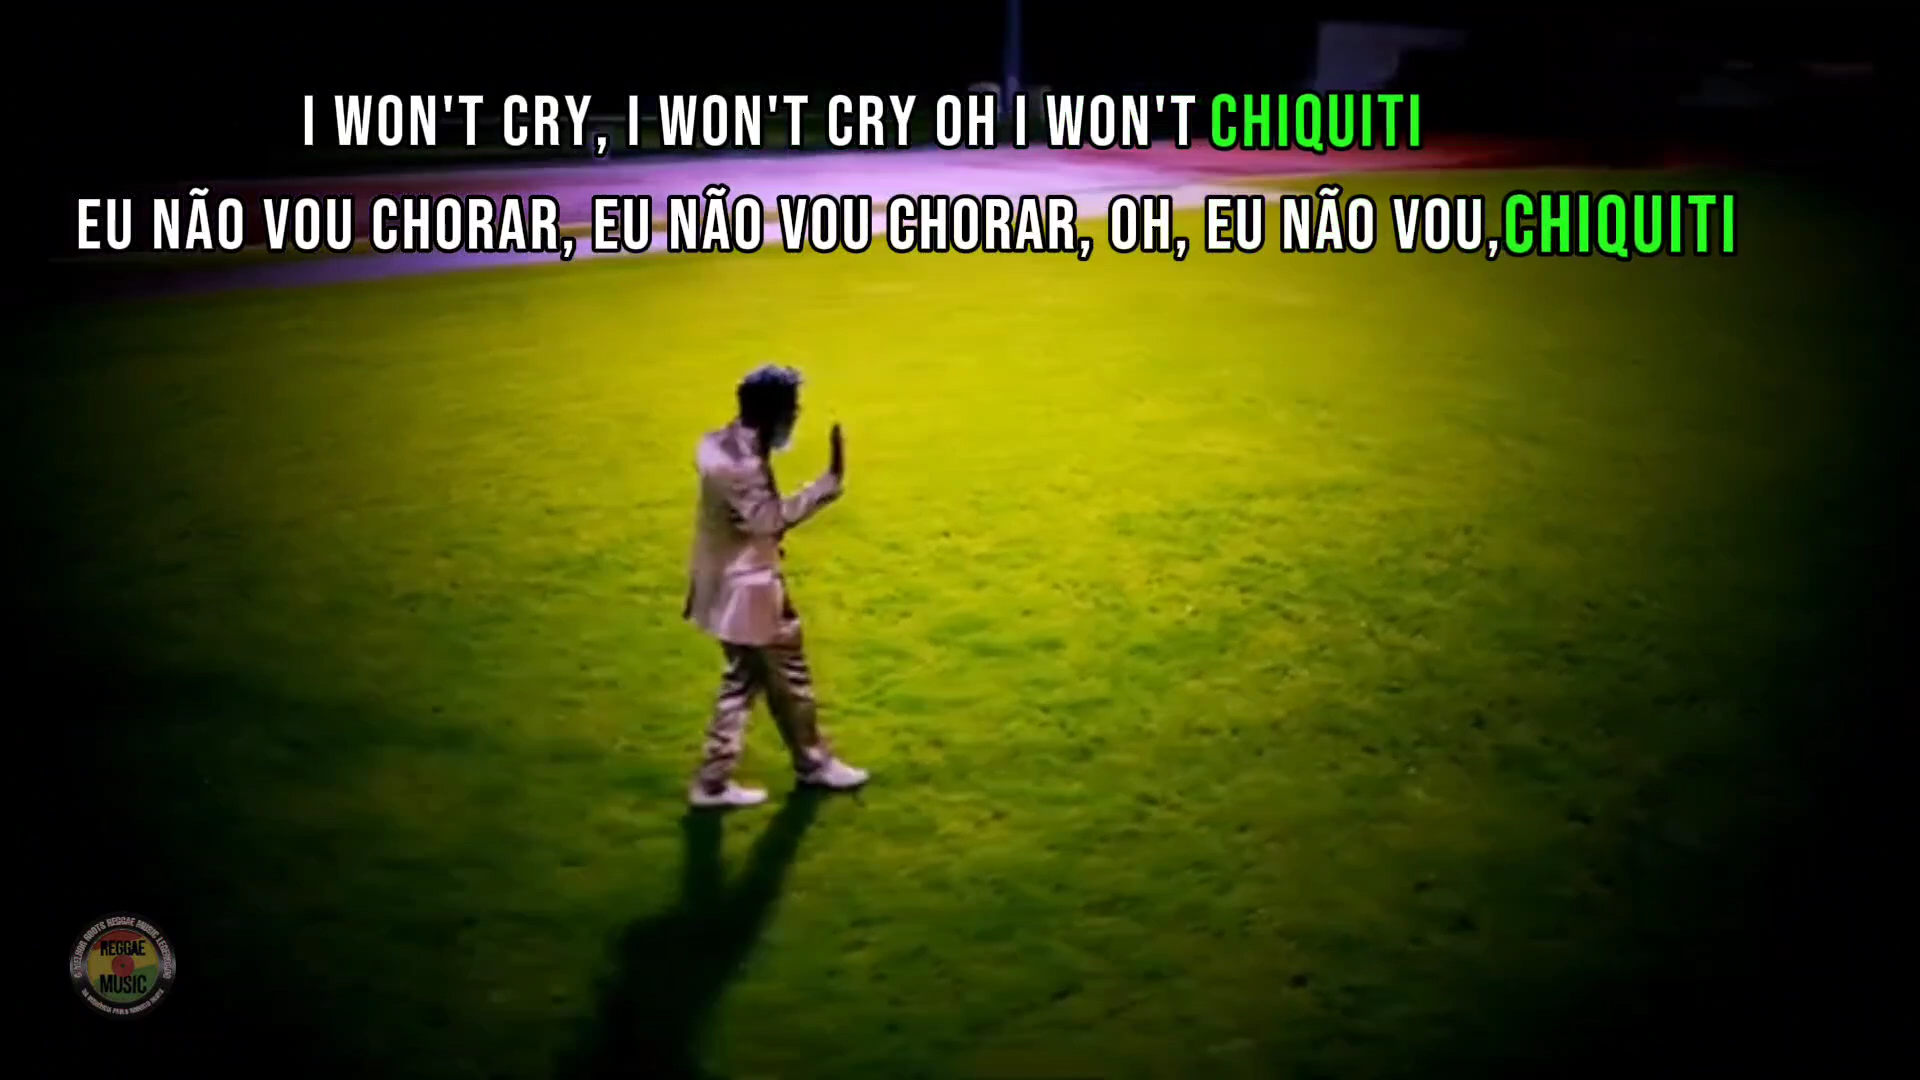 I WON'T CRY, I WON'T CRY OH I WON'T CHIQUITI
EU NÃO VOU CHORAR, EU NÃO VOU CHORAR, OH, EU NÃO VOU,CHIQUITI
REGGAE
MUSIC